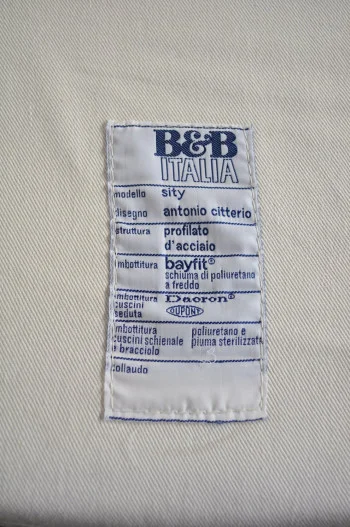 B&B
ITALIA
modello sity
disegno antonio citterio
struttura profilato
d'acciaio
imbottitura bayfit®
schiuma di poliuretano
a freddo
imbottitura Dacron®
cuscini
seduta DUPONT
imbottitura poliuretano e
cuscini schienale piuma sterilizzata
e bracciolo
collaudo